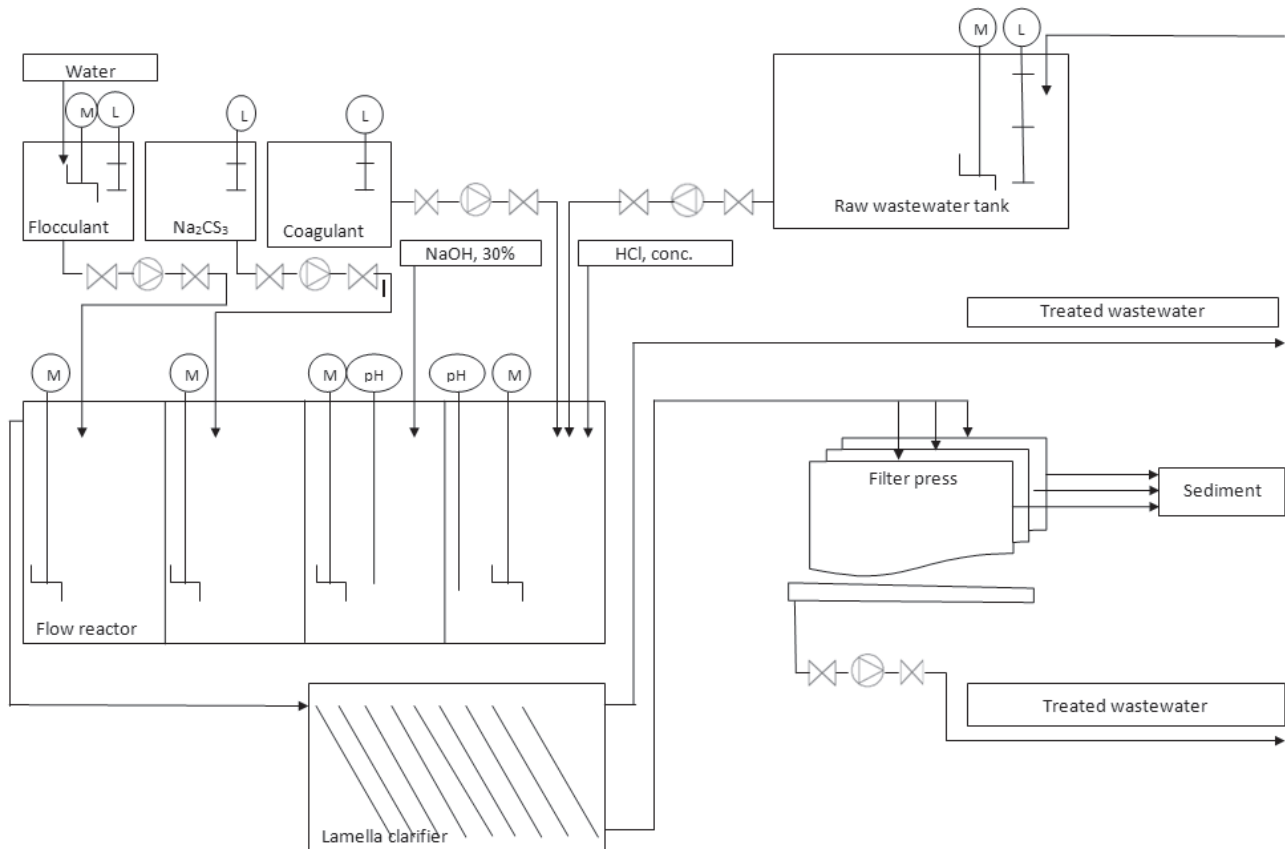 M
L
Water
M
L
L
L
Flocculant
Na₂CS₃
Coagulant
Raw wastewater tank
NaOH, 30%
HCl, conc.
Treated wastewater
M
M
M
pH
pH
M
Filter press
Sediment
Flow reactor
Treated wastewater
Lamella clarifier